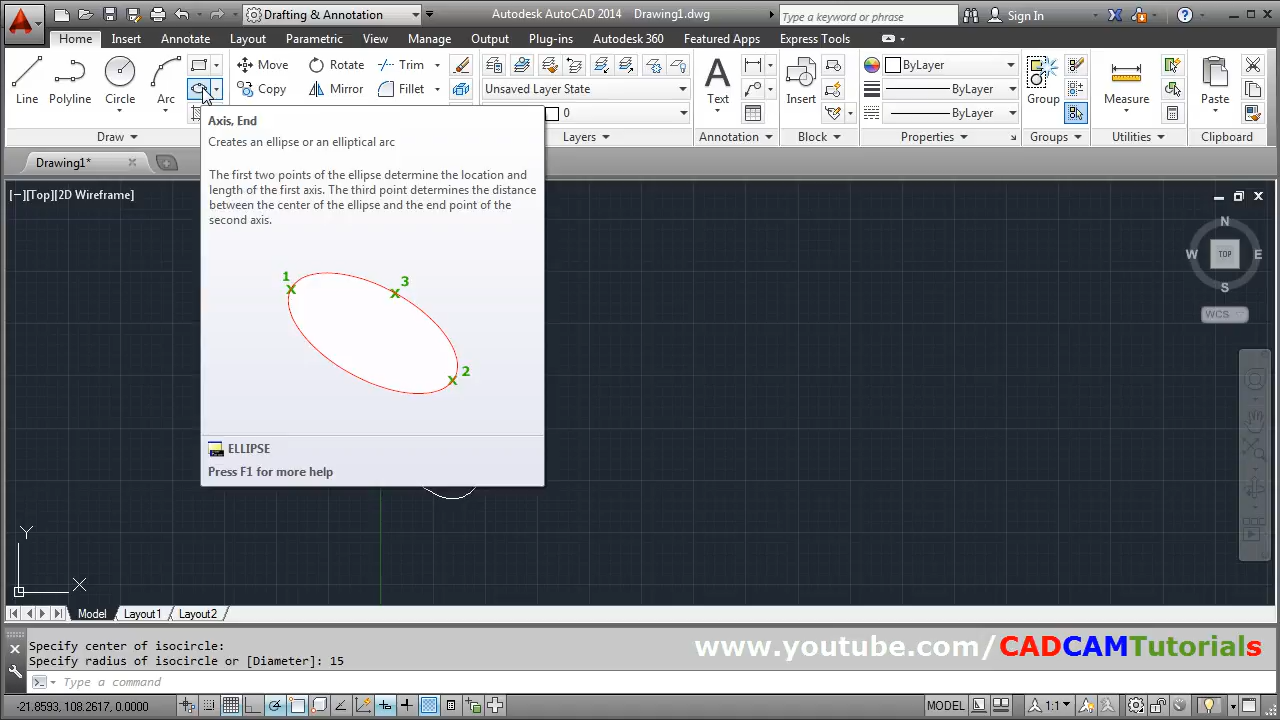 Drafting & Annotation
Autodesk AutoCAD 2014 Drawing1.dwg
Type a keyword or phrase
Sign In
Home Insert Annotate Layout Parametric View Manage Output Plug-ins Autodesk 360 Featured Apps Express Tools
Line Polyline Circle Arc
Move Rotate Trim
Copy Mirror Fillet
Unsaved Layer State
0
Text
Insert
ByLayer
ByLayer
ByLayer
Group
Measure
Paste
Draw Layers Annotation Block Properties Groups Utilities Clipboard
Drawing1*
[−][Top][2D Wireframe]
Axis, End
Creates an ellipse or an elliptical arc
The first two points of the ellipse determine the location and
length of the first axis. The third point determines the distance
between the center of the ellipse and the end point of the
second axis.
1
3
2
ELLIPSE
Press F1 for more help
N
W TOP E
S
WCS
Y
X
Model Layout1 Layout2
Specify center of isocircle:
Specify radius of isocircle or [Diameter]: 15
Type a command
www.youtube.com/CADCAMTutorials
-21.8593, 108.2617, 0.0000
MODEL
1:1